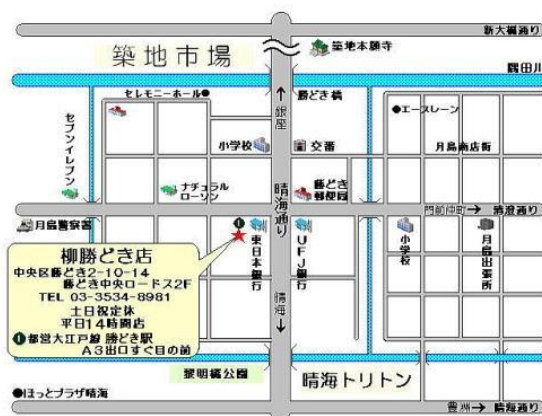 新大橋通り
築地本願寺
築地市場
隅田川
セレモニーホール
勝どき橋
←銀座
エースレーン
セブンイレブン
小学校
交番
月島商店街
ナチュラル
ローソン
晴海通り
勝どき
郵便局
門前仲町→
清澄通り
月島警察署
東日本銀行
UFJ銀行
小学校
月島出張所
柳勝どき店
中央区勝どき2-10-14
勝どき中央ロードス2F
TEL 03-3534-8981
土日祝定休
平日14時開店
都営大江戸線 勝どき駅
A3出口すぐ目の前
晴海→
黎明橋公園
晴海トリトン
ほっとプラザ晴海
豊洲→
晴海通り